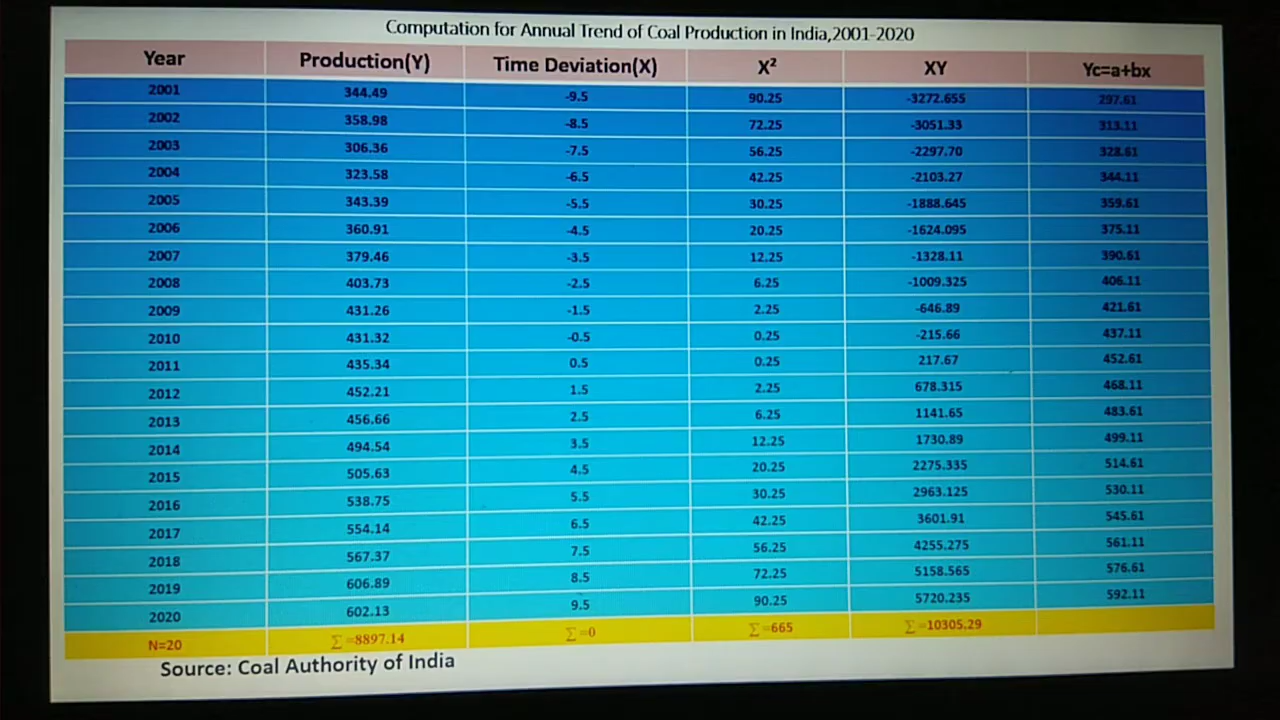 Computation for Annual Trend of Coal Production in India,2001-2020
Year Production(Y) Time Deviation(X) X² XY Yc=a+bx
2001 344.49 -9.5 90.25 -3272.655 297.61
2002 358.98 -8.5 72.25 -3051.33 313.11
2003 306.36 -7.5 56.25 -2297.70 328.61
2004 323.58 -6.5 42.25 -2103.27 344.11
2005 343.39 -5.5 30.25 -1888.645 359.61
2006 360.91 -4.5 20.25 -1624.095 375.11
2007 379.46 -3.5 12.25 -1328.11 390.61
2008 403.73 -2.5 6.25 -1009.325 406.11
2009 431.26 -1.5 2.25 -646.89 421.61
2010 431.32 -0.5 0.25 -215.66 437.11
2011 435.34 0.5 0.25 217.67 452.61
2012 452.21 1.5 2.25 678.315 468.11
2013 456.66 2.5 6.25 1141.65 483.61
2014 494.54 3.5 12.25 1730.89 499.11
2015 505.63 4.5 20.25 2275.335 514.61
2016 538.75 5.5 30.25 2963.125 530.11
2017 554.14 6.5 42.25 3601.91 545.61
2018 567.37 7.5 56.25 4255.275 561.11
2019 606.89 8.5 72.25 5158.565 576.61
2020 602.13 9.5 90.25 5720.235 592.11
N=20 Σ=8897.14 Σ=0 Σ=665 Σ=10305.29
Source: Coal Authority of India